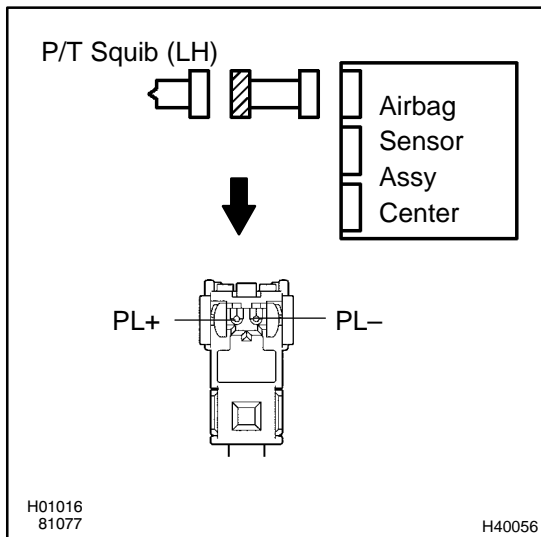 P/T Squib (LH)
Airbag
Sensor
Assy
Center
PL+
PL–
H01016
81077
H40056